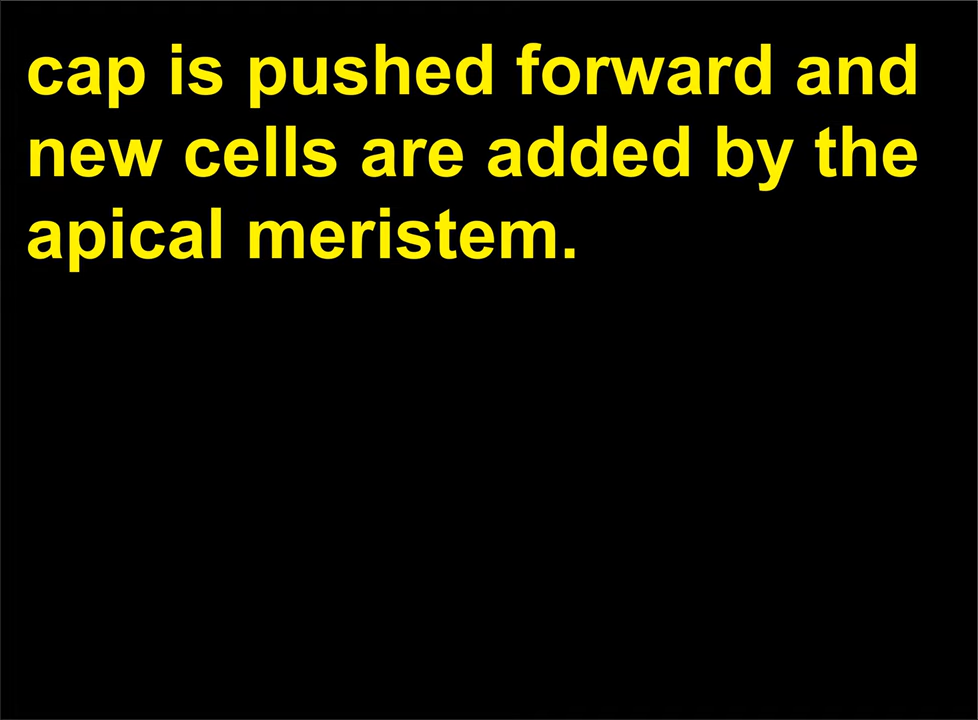 cap is pushed forward and
new cells are added by the
apical meristem.